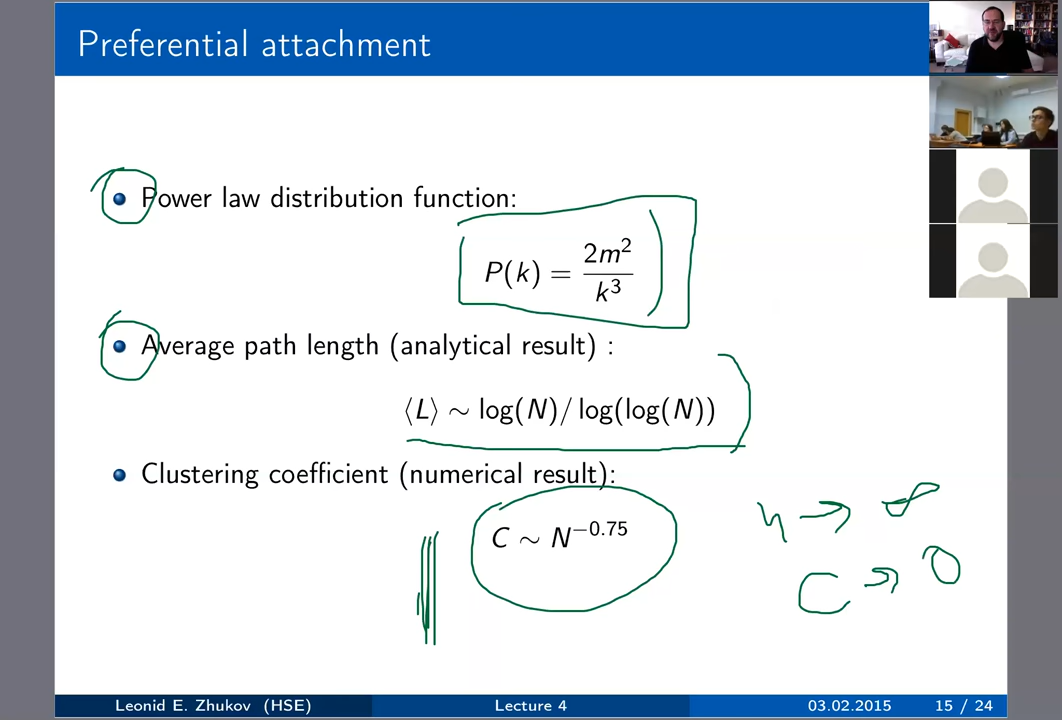 Preferential attachment
Power law distribution function:
P(k) = 2m²/k³
Average path length (analytical result) :
⟨L⟩ ∼ log(N)/ log(log(N))
Clustering coefficient (numerical result):
C ∼ N^−0.75
n → ∞
C → 0
Leonid E. Zhukov (HSE) Lecture 4 03.02.2015 15 / 24